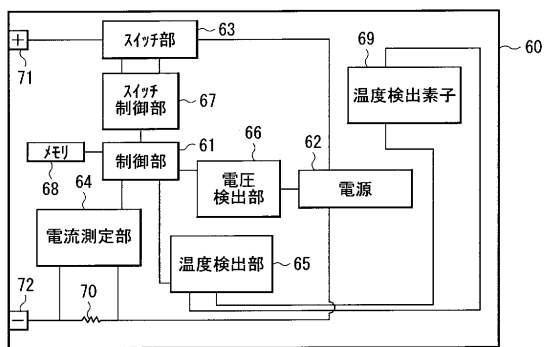 63
スイッチ部
69
60
＋
71
スイッチ
制御部
67
温度検出素子
61
66
62
メモリ
制御部
68
64
電圧
検出部
電源
電流測定部
温度検出部
65
72
70
－